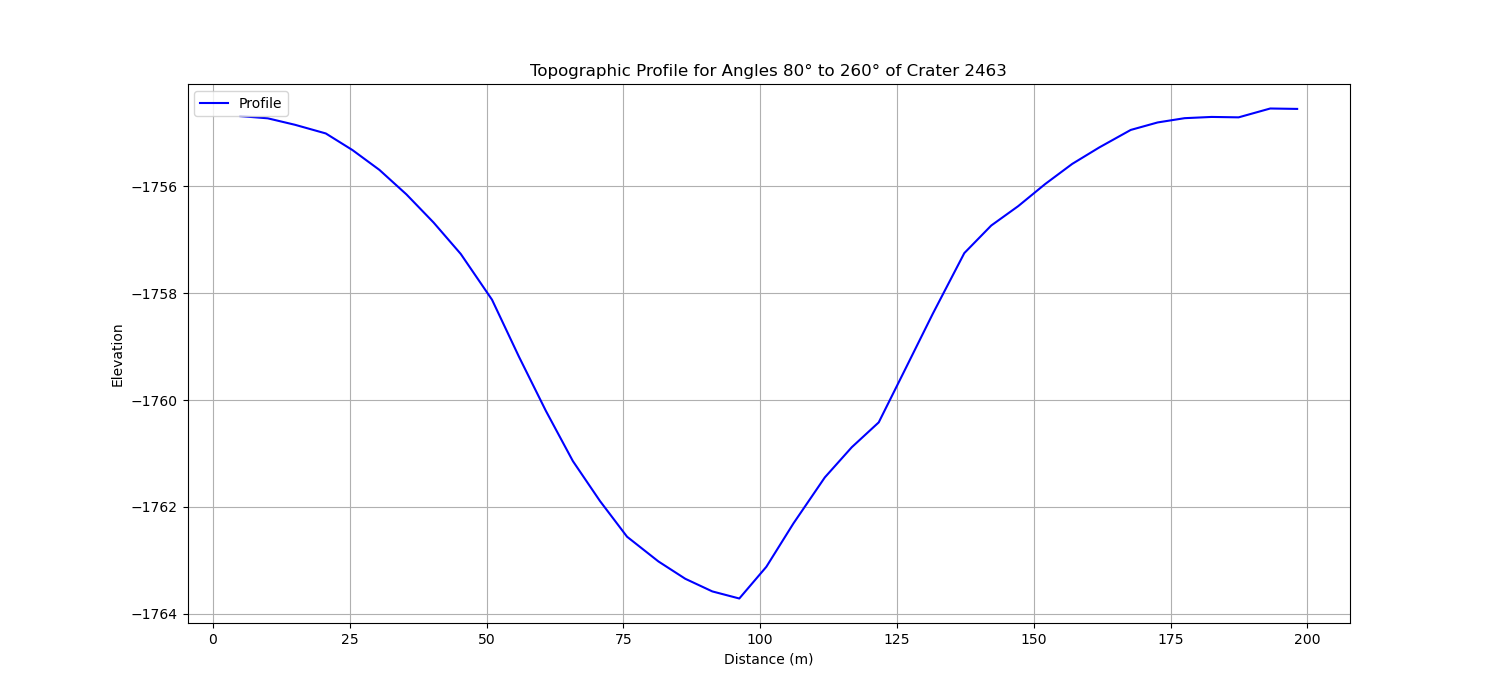 Topographic Profile for Angles 80° to 260° of Crater 2463
Profile
Elevation
−1756
−1758
−1760
−1762
−1764
0 25 50 75 100 125 150 175 200
Distance (m)